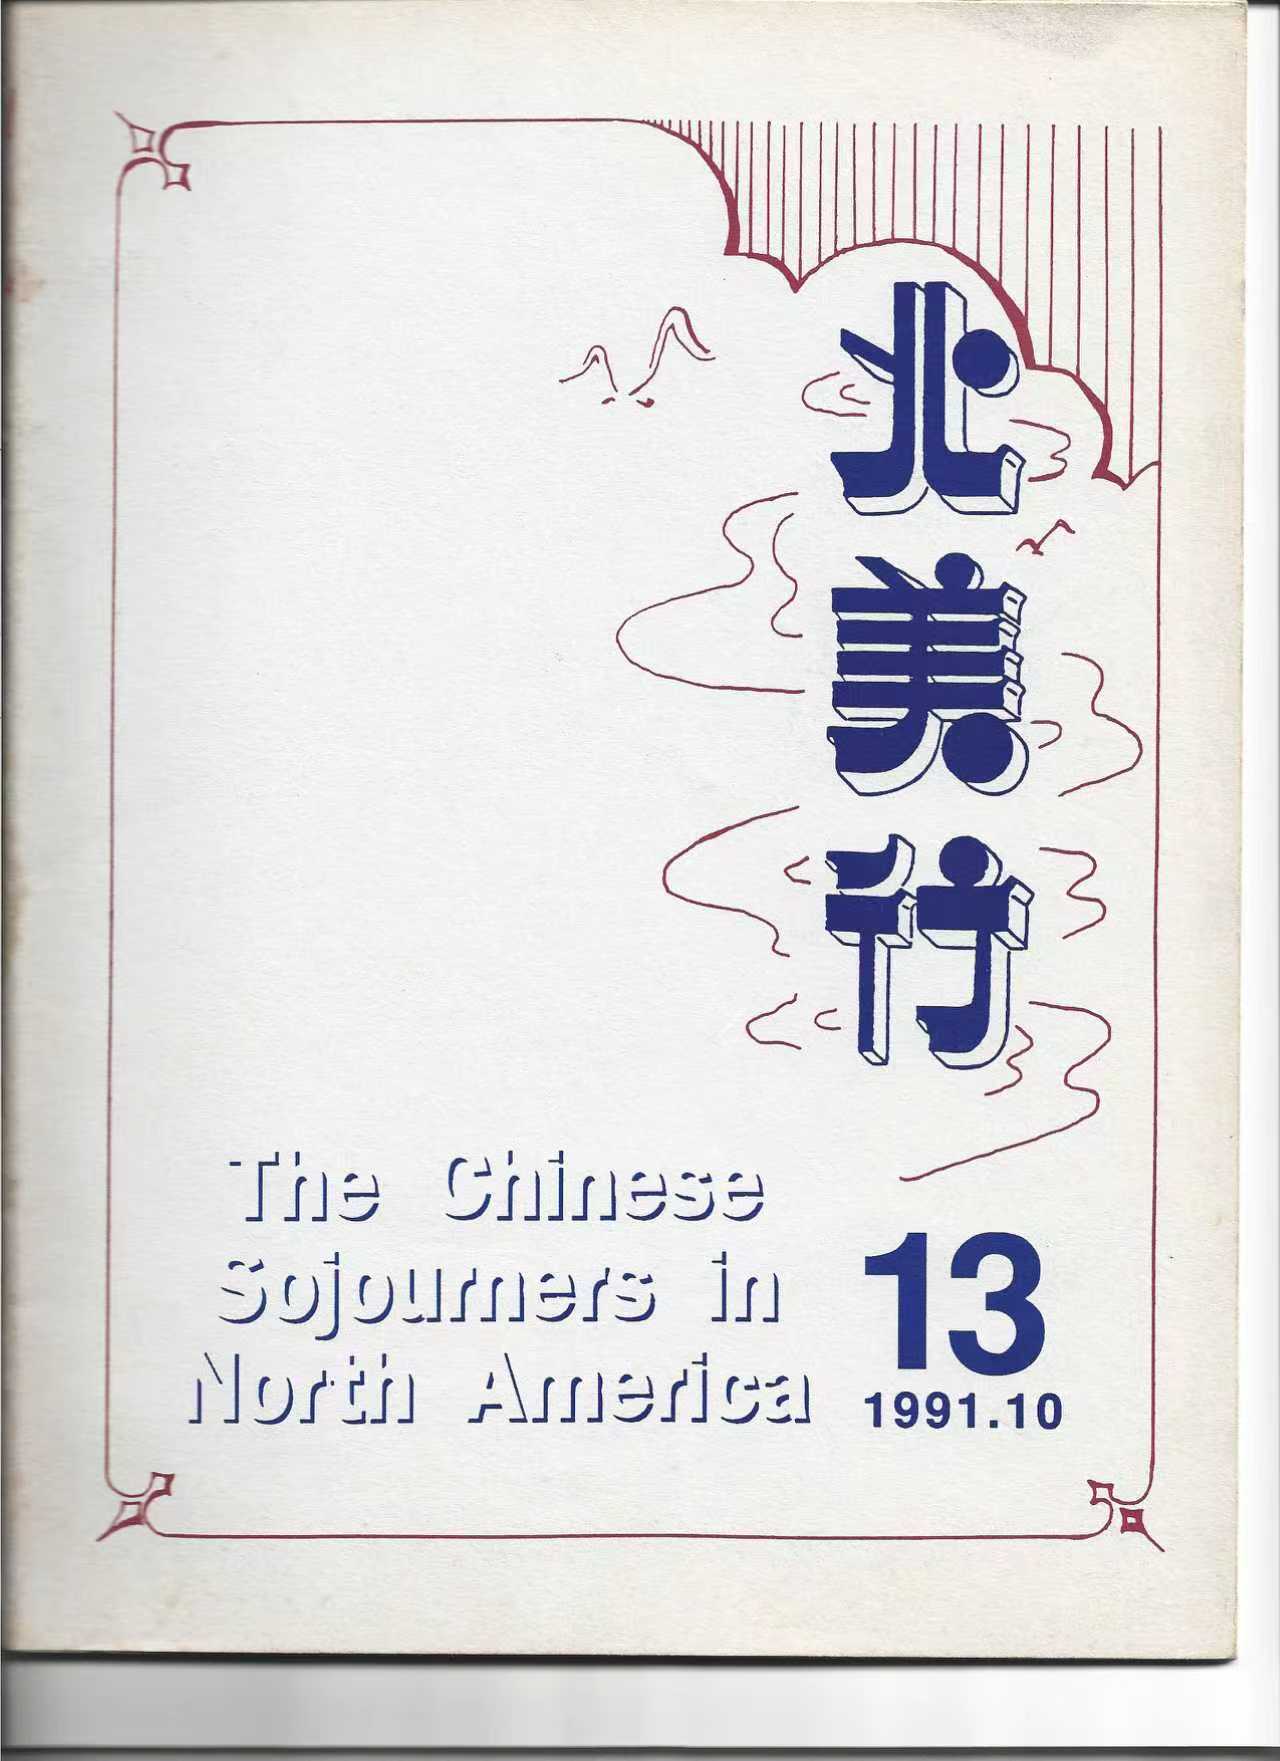 北美行
The Chinese
Sojourners in
North America
13
1991.10